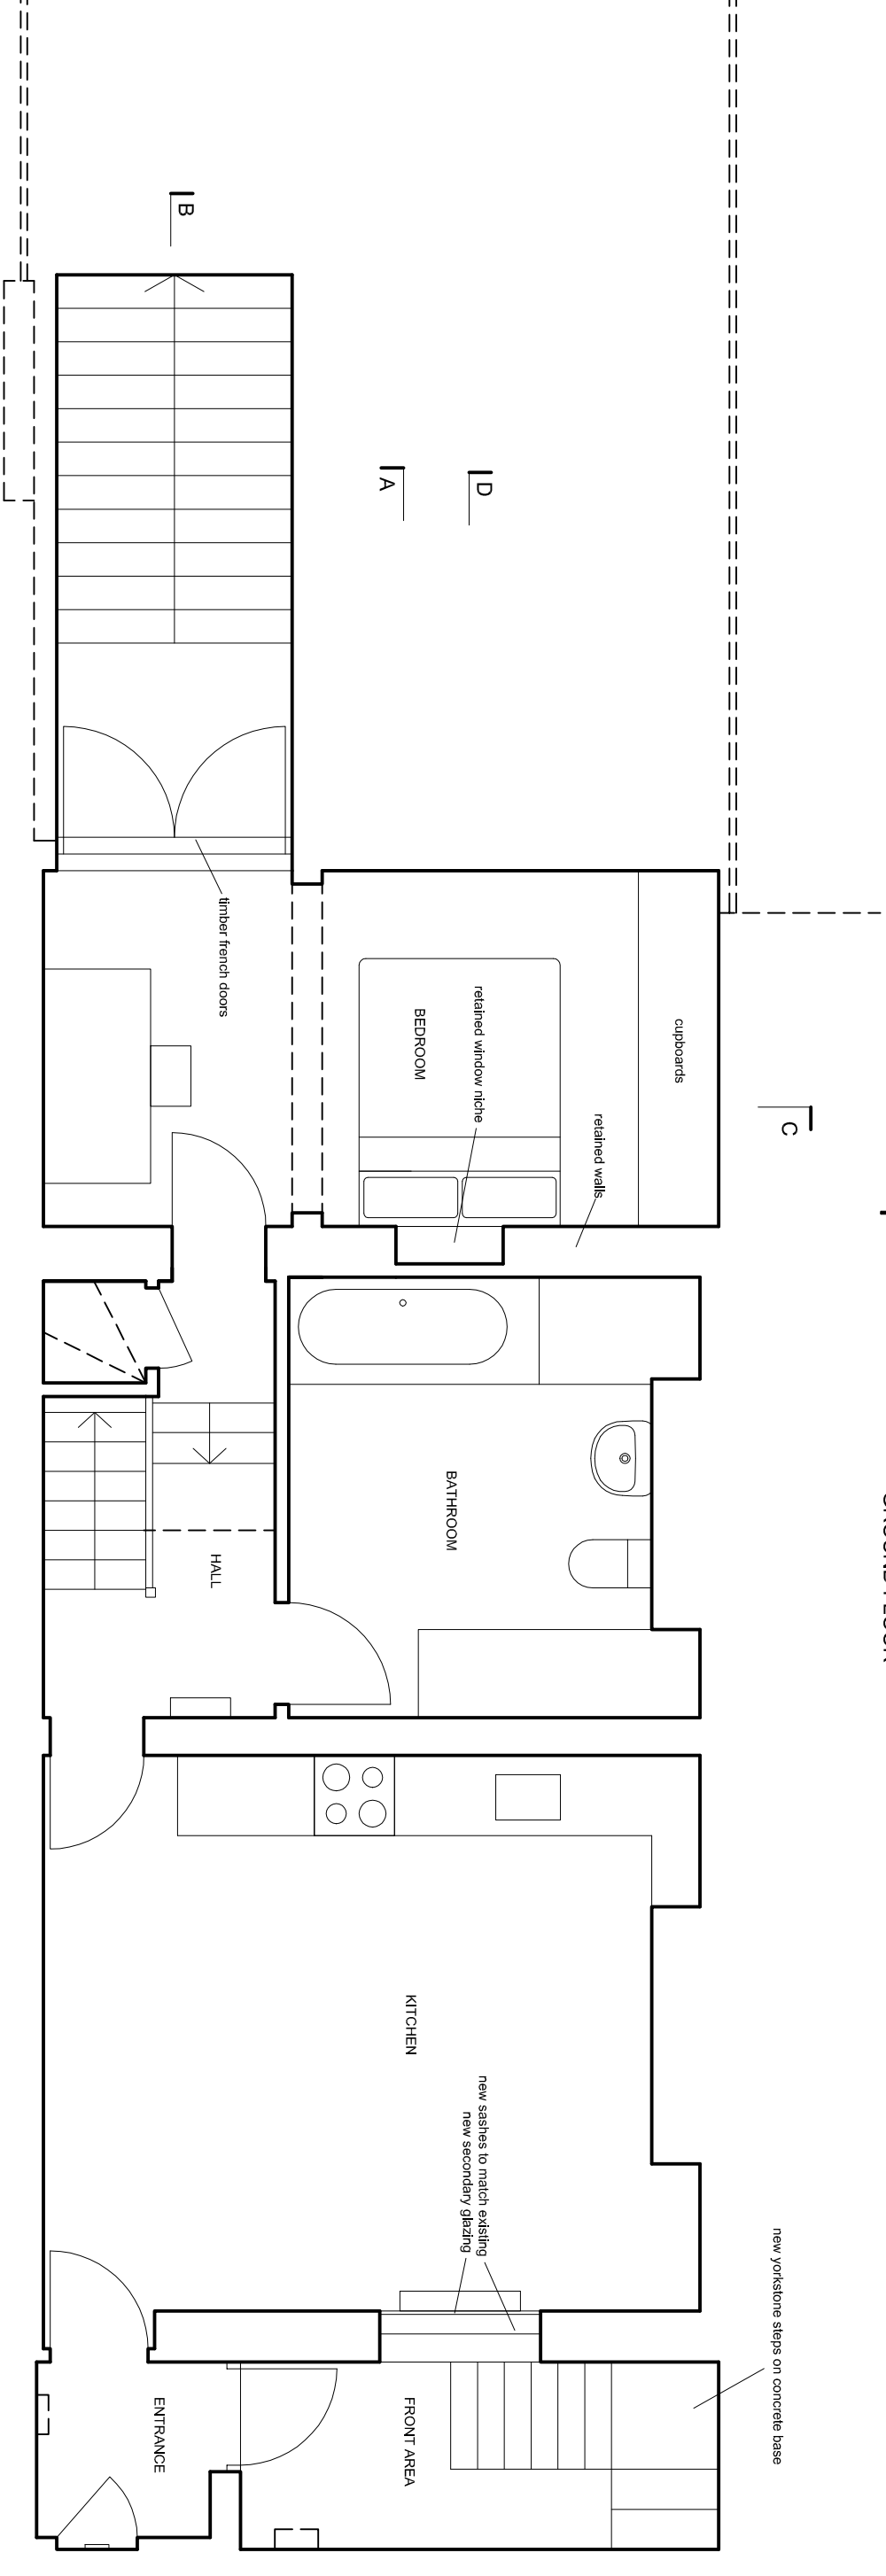 B
A
D
timber french doors
BEDROOM
retained window niche
cupboards
retained walls
C
BATHROOM
HALL
KITCHEN
new sashes to match existing
new secondary glazing
new yorkstone steps on concrete base
ENTRANCE
FRONT AREA